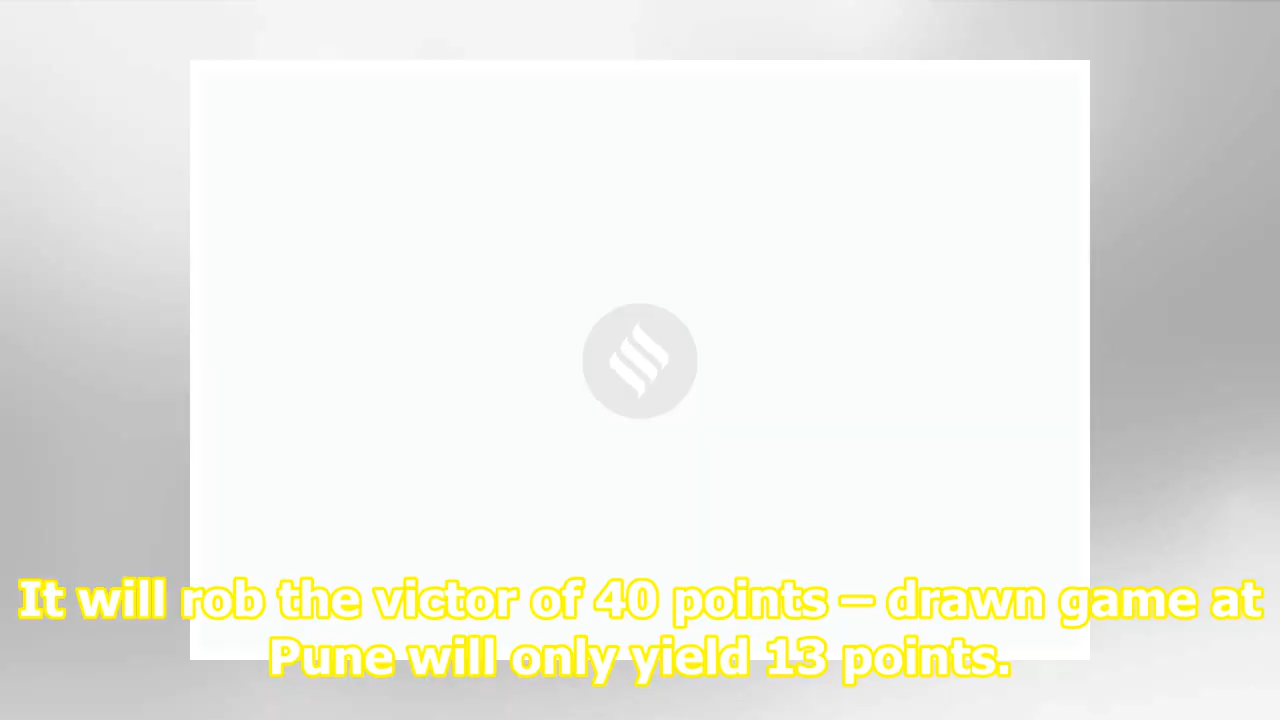 It will rob the victor of 40 points – drawn game at
Pune will only yield 13 points.